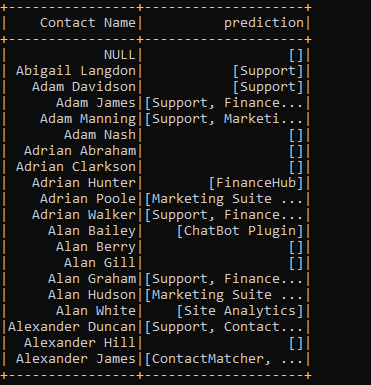 +----------------+--------------------+
|    Contact Name|          prediction|
+----------------+--------------------+
|            NULL|                  []|
| Abigail Langdon|           [Support]|
|   Adam Davidson|           [Support]|
|      Adam James|[Support, Finance...|
|    Adam Manning|[Support, Marketi...|
|       Adam Nash|                  []|
|  Adrian Abraham|                  []|
| Adrian Clarkson|                  []|
|   Adrian Hunter|        [FinanceHub]|
|    Adrian Poole|[Marketing Suite ...|
|   Adrian Walker|[Support, Finance...|
|     Alan Bailey|    [ChatBot Plugin]|
|      Alan Berry|                  []|
|       Alan Gill|                  []|
|     Alan Graham|[Support, Finance...|
|     Alan Hudson|[Marketing Suite ...|
|      Alan White|    [Site Analytics]|
|Alexander Duncan|[Support, Contact...|
|  Alexander Hill|                  []|
| Alexander James|[ContactMatcher, ...|
+----------------+--------------------+